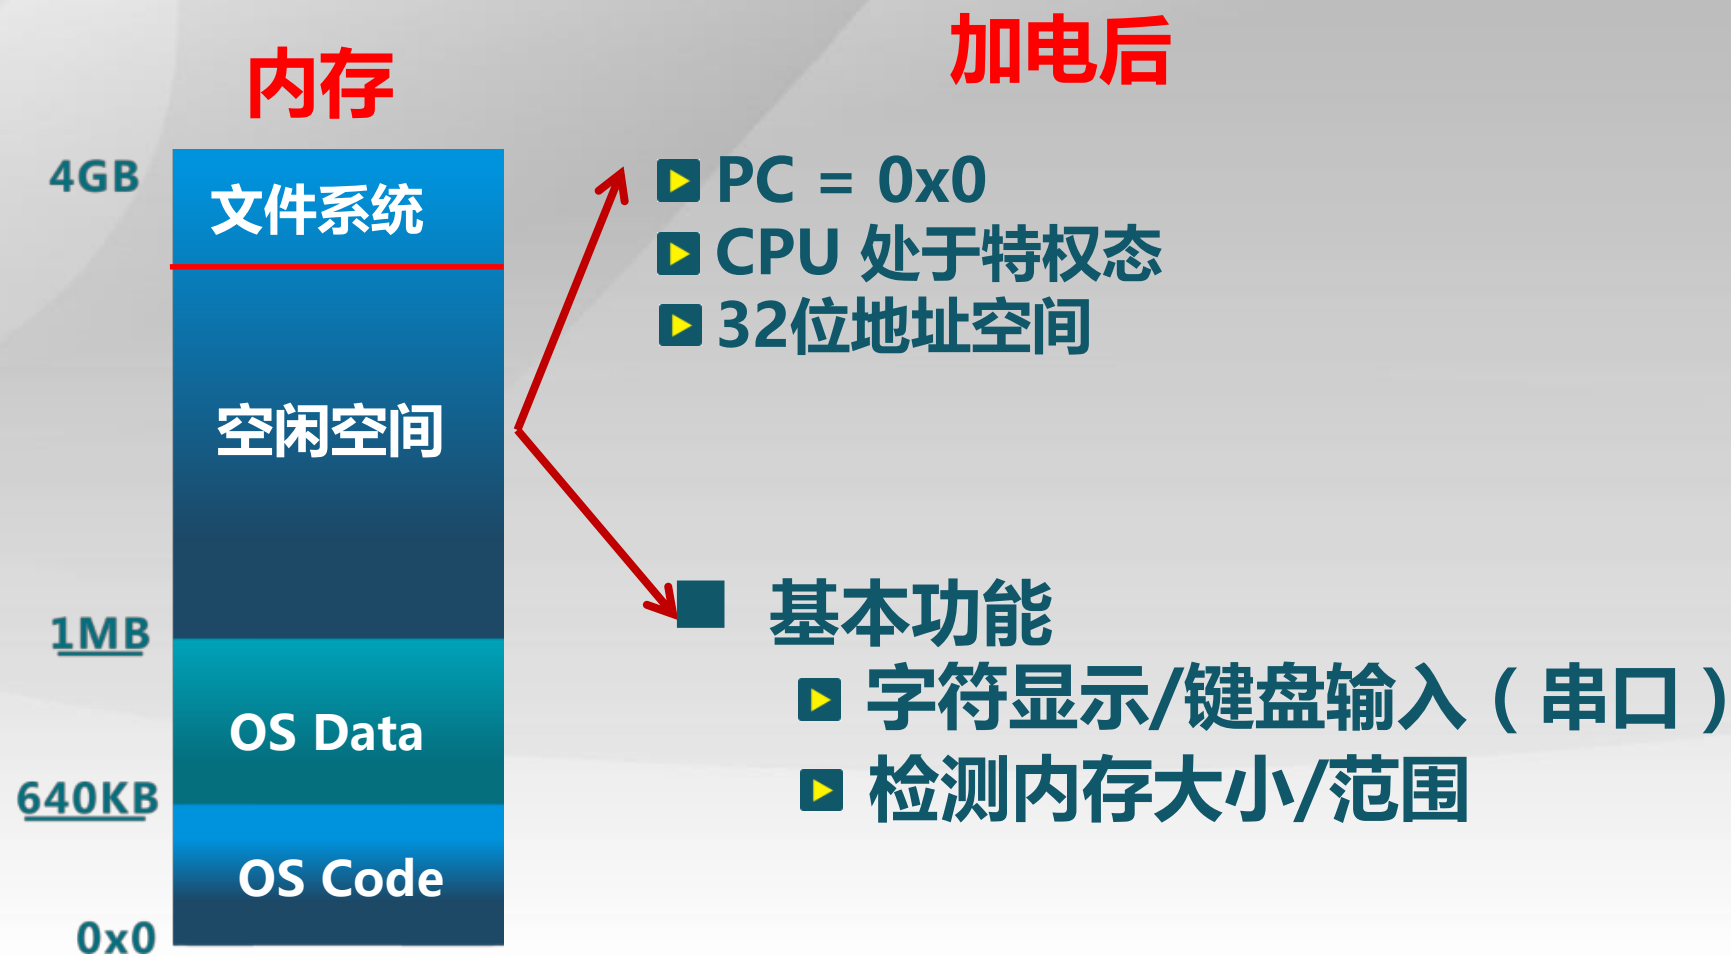 内存
加电后
4GB
文件系统
空闲空间
1MB
OS Data
640KB
OS Code
0x0
PC = 0x0
CPU 处于特权态
32位地址空间
基本功能
字符显示/键盘输入（串口）
检测内存大小/范围